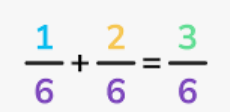 1/6 + 2/6 = 3/6